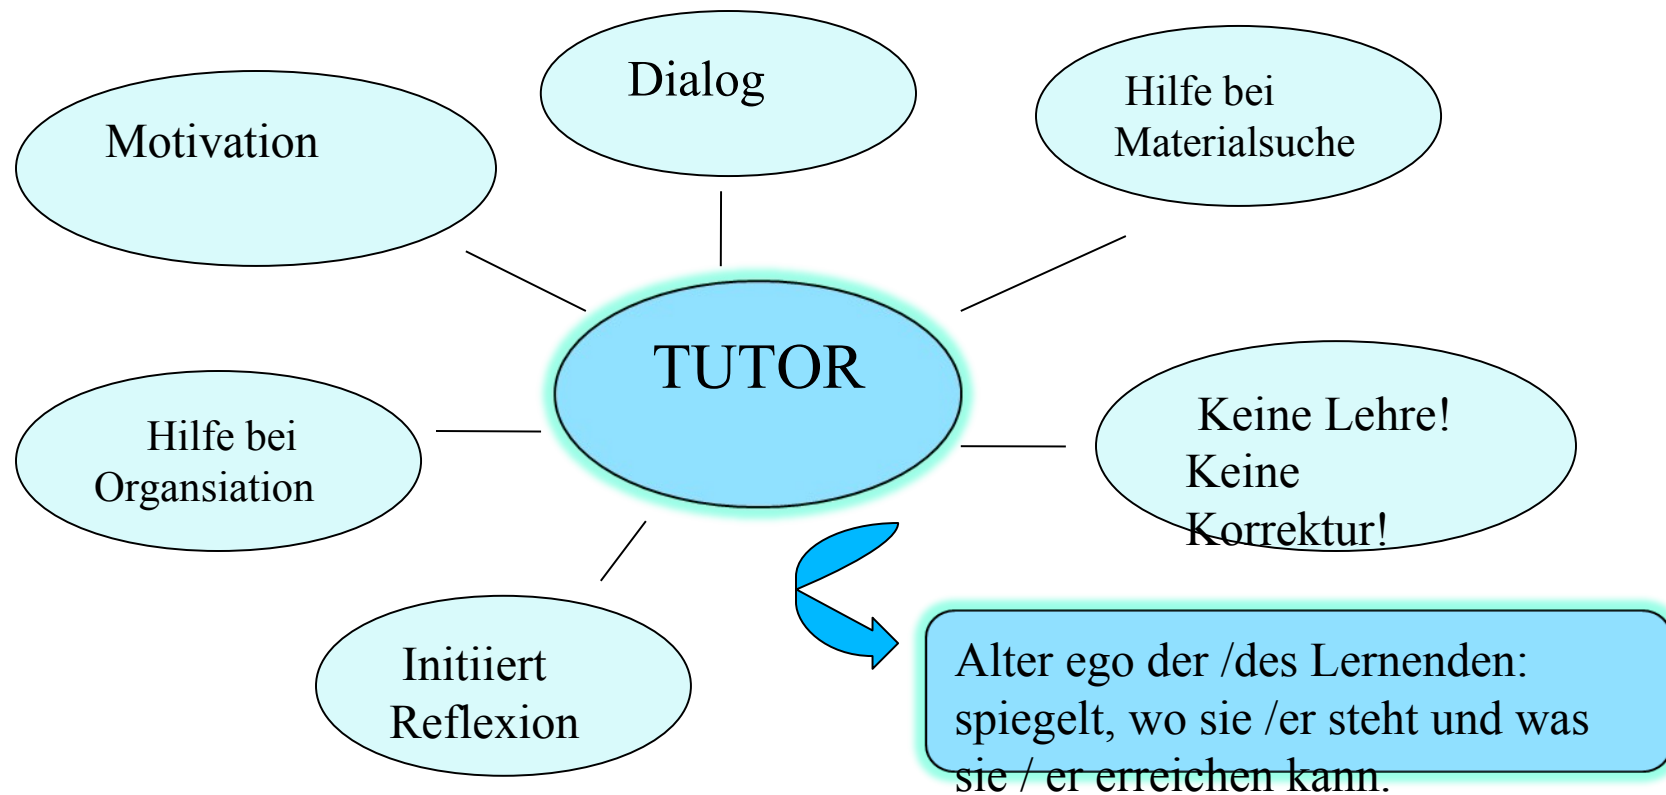 Dialog
Hilfe bei
Materialsuche
Motivation
TUTOR
Keine Lehre!
Keine
Korrektur!
Hilfe bei
Organsiation
Initiiert
Reflexion
Alter ego der /des Lernenden:
spiegelt, wo sie /er steht und was
sie / er erreichen kann.